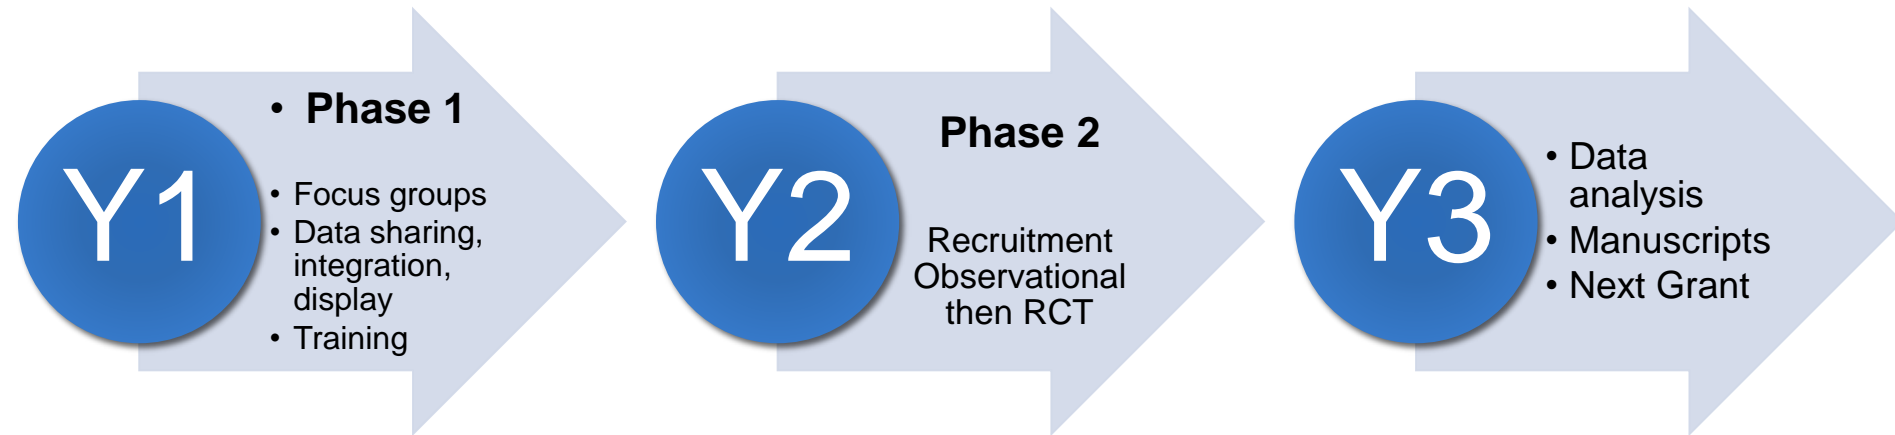 Y1
• Phase 1
• Focus groups
• Data sharing,
integration,
display
• Training
Y2
Phase 2
Recruitment
Observational
then RCT
Y3
• Data
analysis
• Manuscripts
• Next Grant